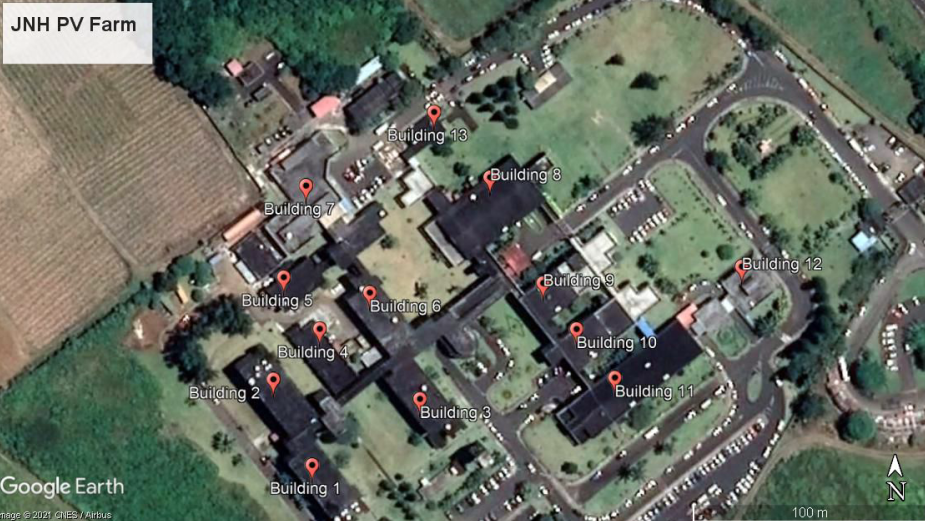 JNH PV Farm
Building 13
Building 8
Building 7
Building 12
Building 9
Building 5
Building 6
Building 10
Building 4
Building 11
Building 2
Building 3
Building 1
Google Earth
N
100 m
mage © 2021 CNES / Airbus